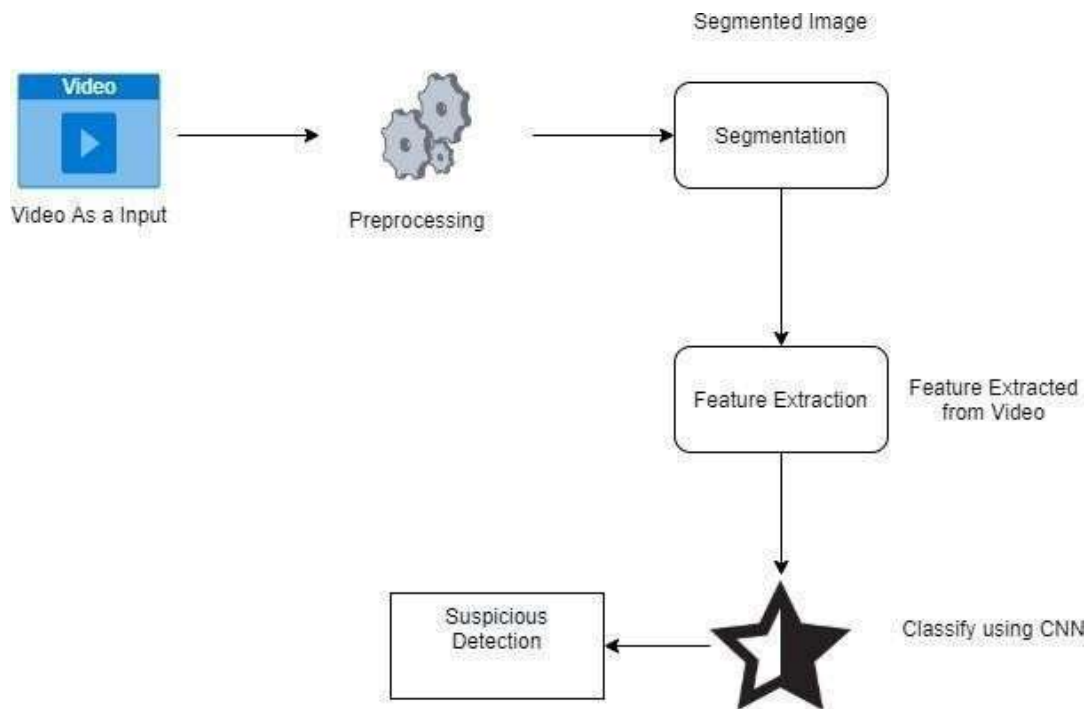 Segmented Image
Video
Video As a Input
Preprocessing
Segmentation
Feature Extraction
Feature Extracted
from Video
Classify using CNN
Suspicious
Detection